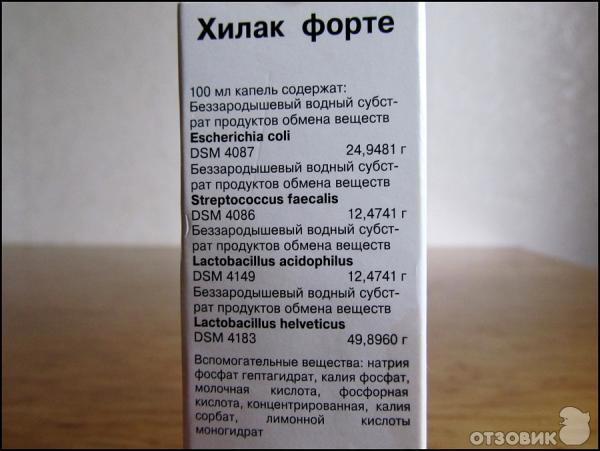 Хилак форте
100 мл капель содержат:
Беззародышевый водный субст-
рат продуктов обмена веществ
Escherichia coli
DSM 4087 24,9481 г
Беззародышевый водный субст-
рат продуктов обмена веществ
Streptococcus faecalis
DSM 4086 12,4741 г
Беззародышевый водный субст-
рат продуктов обмена веществ
Lactobacillus acidophilus
DSM 4149 12,4741 г
Беззародышевый водный субст-
рат продуктов обмена веществ
Lactobacillus helveticus
DSM 4183 49,8960 г
Вспомогательные вещества: натрия
фосфат гептагидрат, калия фосфат,
молочная кислота, фосфорная
кислота, концентрированная, калия
сорбат, лимонной кислоты
моногидрат
ОТЗОВИК